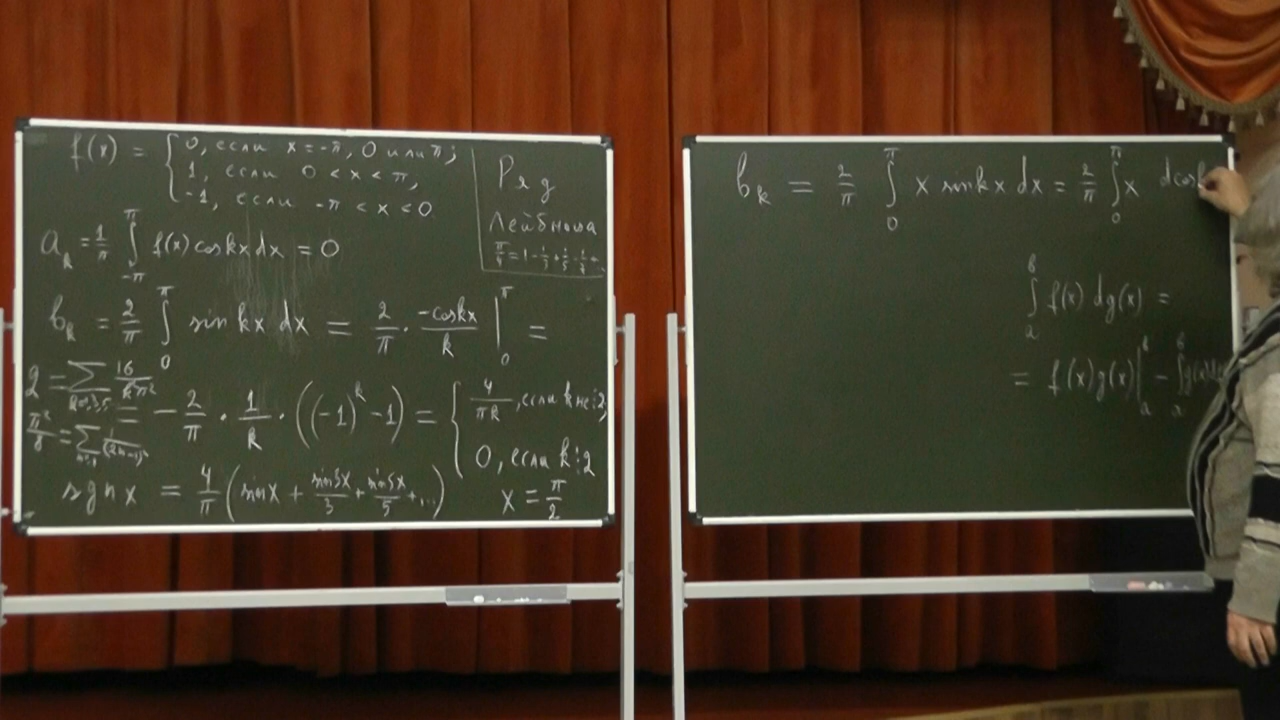 f(x) = { 0, если x = -π, 0 или π;
1, если 0 < x < π,
-1, если -π < x < 0
Ряд
Лейбница
π/4 = 1 - 1/3 + 1/5 - 1/7 + ...
a_k = 1/π ∫_{-π}^{π} f(x) cos kx dx = 0
b_k = 2/π ∫_0^π sin kx dx = 2/π · -cos kx / k |_0^π =
= - 2/π · 1/k · ((-1)^k - 1) = { 4/πk, если k не ⋮ 2,
0, если k ⋮ 2
2 = ∑_{k=1,3,5} 16/k²π²
π²/8 = ∑_{n=1} 1/(2n-1)²
sgn x = 4/π (sin x + sin 3x / 3 + sin 5x / 5 + ...)
x = π/2
b_k = 2/π ∫_0^π x sin kx dx = 2/π ∫_0^π x d cos
∫_a^b f(x) dg(x) =
= f(x)g(x) |_a^b - ∫_a^b g(x)